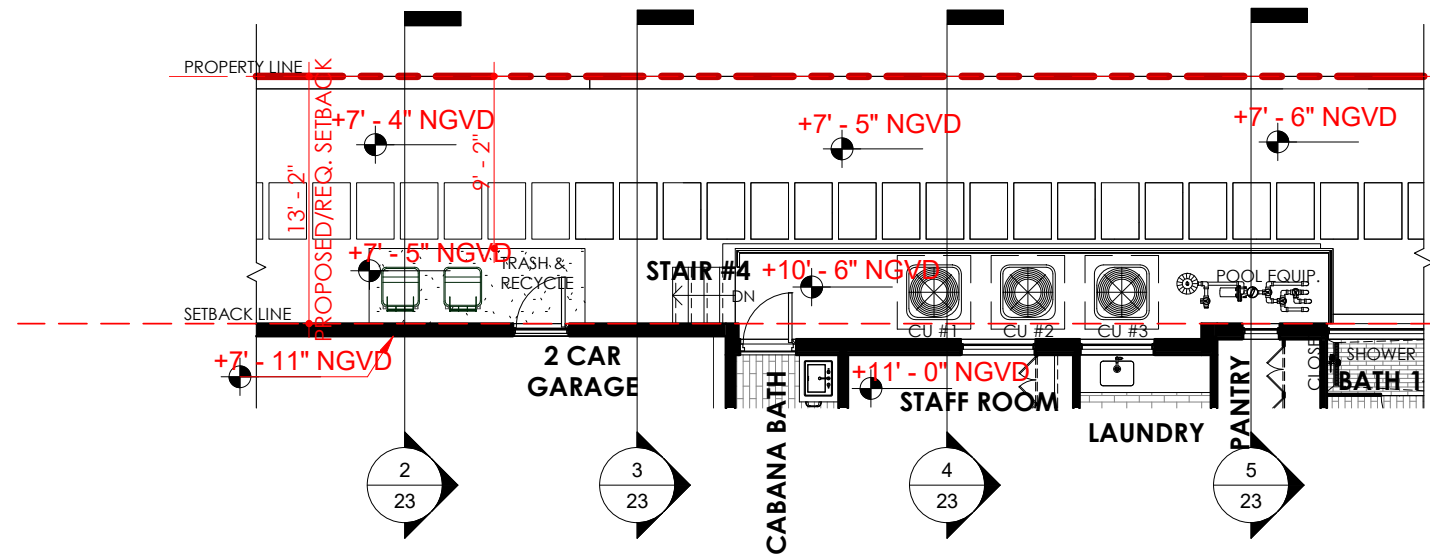 PROPERTY LINE
PROPOSED/REQ. SETBACK
13' - 2"
9' - 2"
+7' - 4" NGVD
+7' - 5" NGVD
+7' - 6" NGVD
+7' - 5" NGVD
TRASH &
RECYCLE
STAIR #4
DN
+10' - 6" NGVD
POOL EQUIP.
SETBACK LINE
CU #1
CU #2
CU #3
+7' - 11" NGVD
2 CAR
GARAGE
CABANA BATH
+11' - 0" NGVD
STAFF ROOM
LAUNDRY
PANTRY
SHOWER
BATH 1
2
23
3
23
4
23
5
23